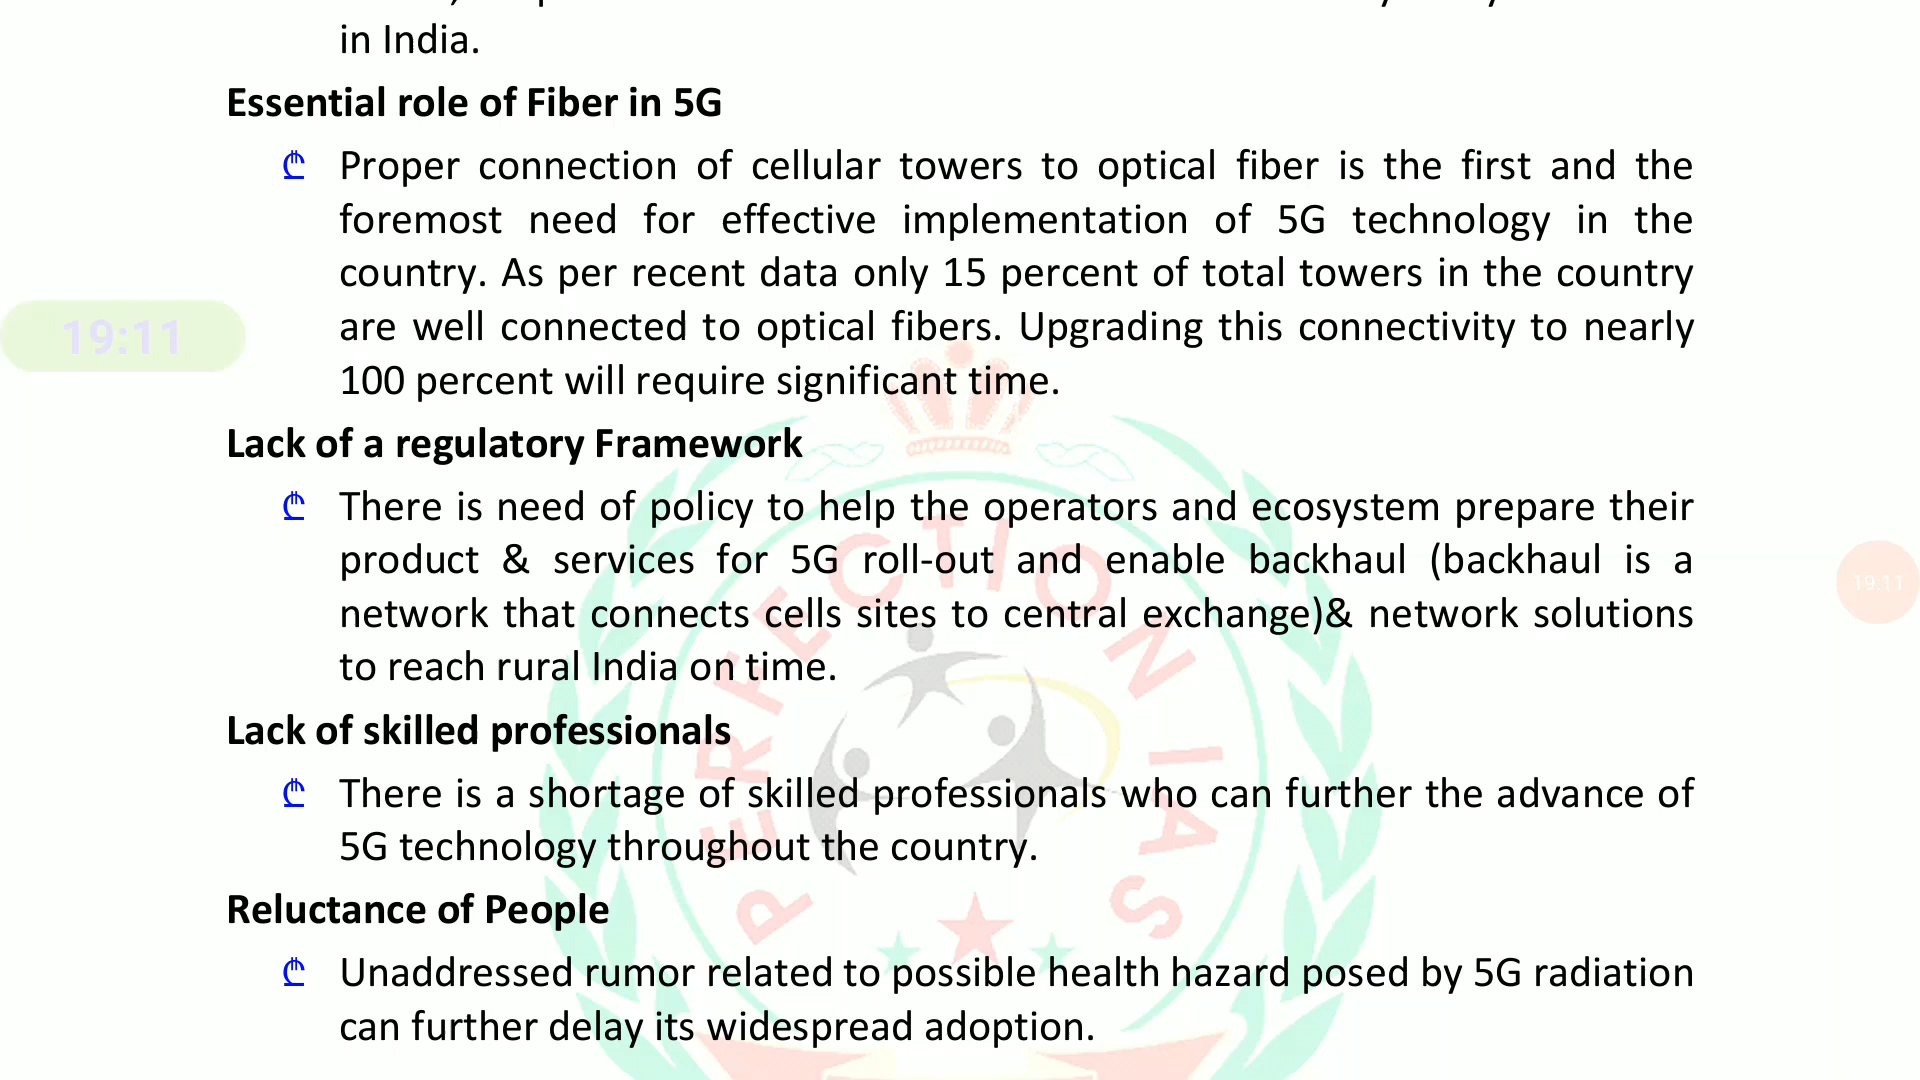 in India.
Essential role of Fiber in 5G
₾ Proper connection of cellular towers to optical fiber is the first and the
foremost need for effective implementation of 5G technology in the
country. As per recent data only 15 percent of total towers in the country
are well connected to optical fibers. Upgrading this connectivity to nearly
100 percent will require significant time.
19:11
Lack of a regulatory Framework
₾ There is need of policy to help the operators and ecosystem prepare their
product & services for 5G roll-out and enable backhaul (backhaul is a
network that connects cells sites to central exchange)& network solutions
to reach rural India on time.
19:11
Lack of skilled professionals
₾ There is a shortage of skilled professionals who can further the advance of
5G technology throughout the country.
Reluctance of People
₾ Unaddressed rumor related to possible health hazard posed by 5G radiation
can further delay its widespread adoption.
PERFECTION IAS